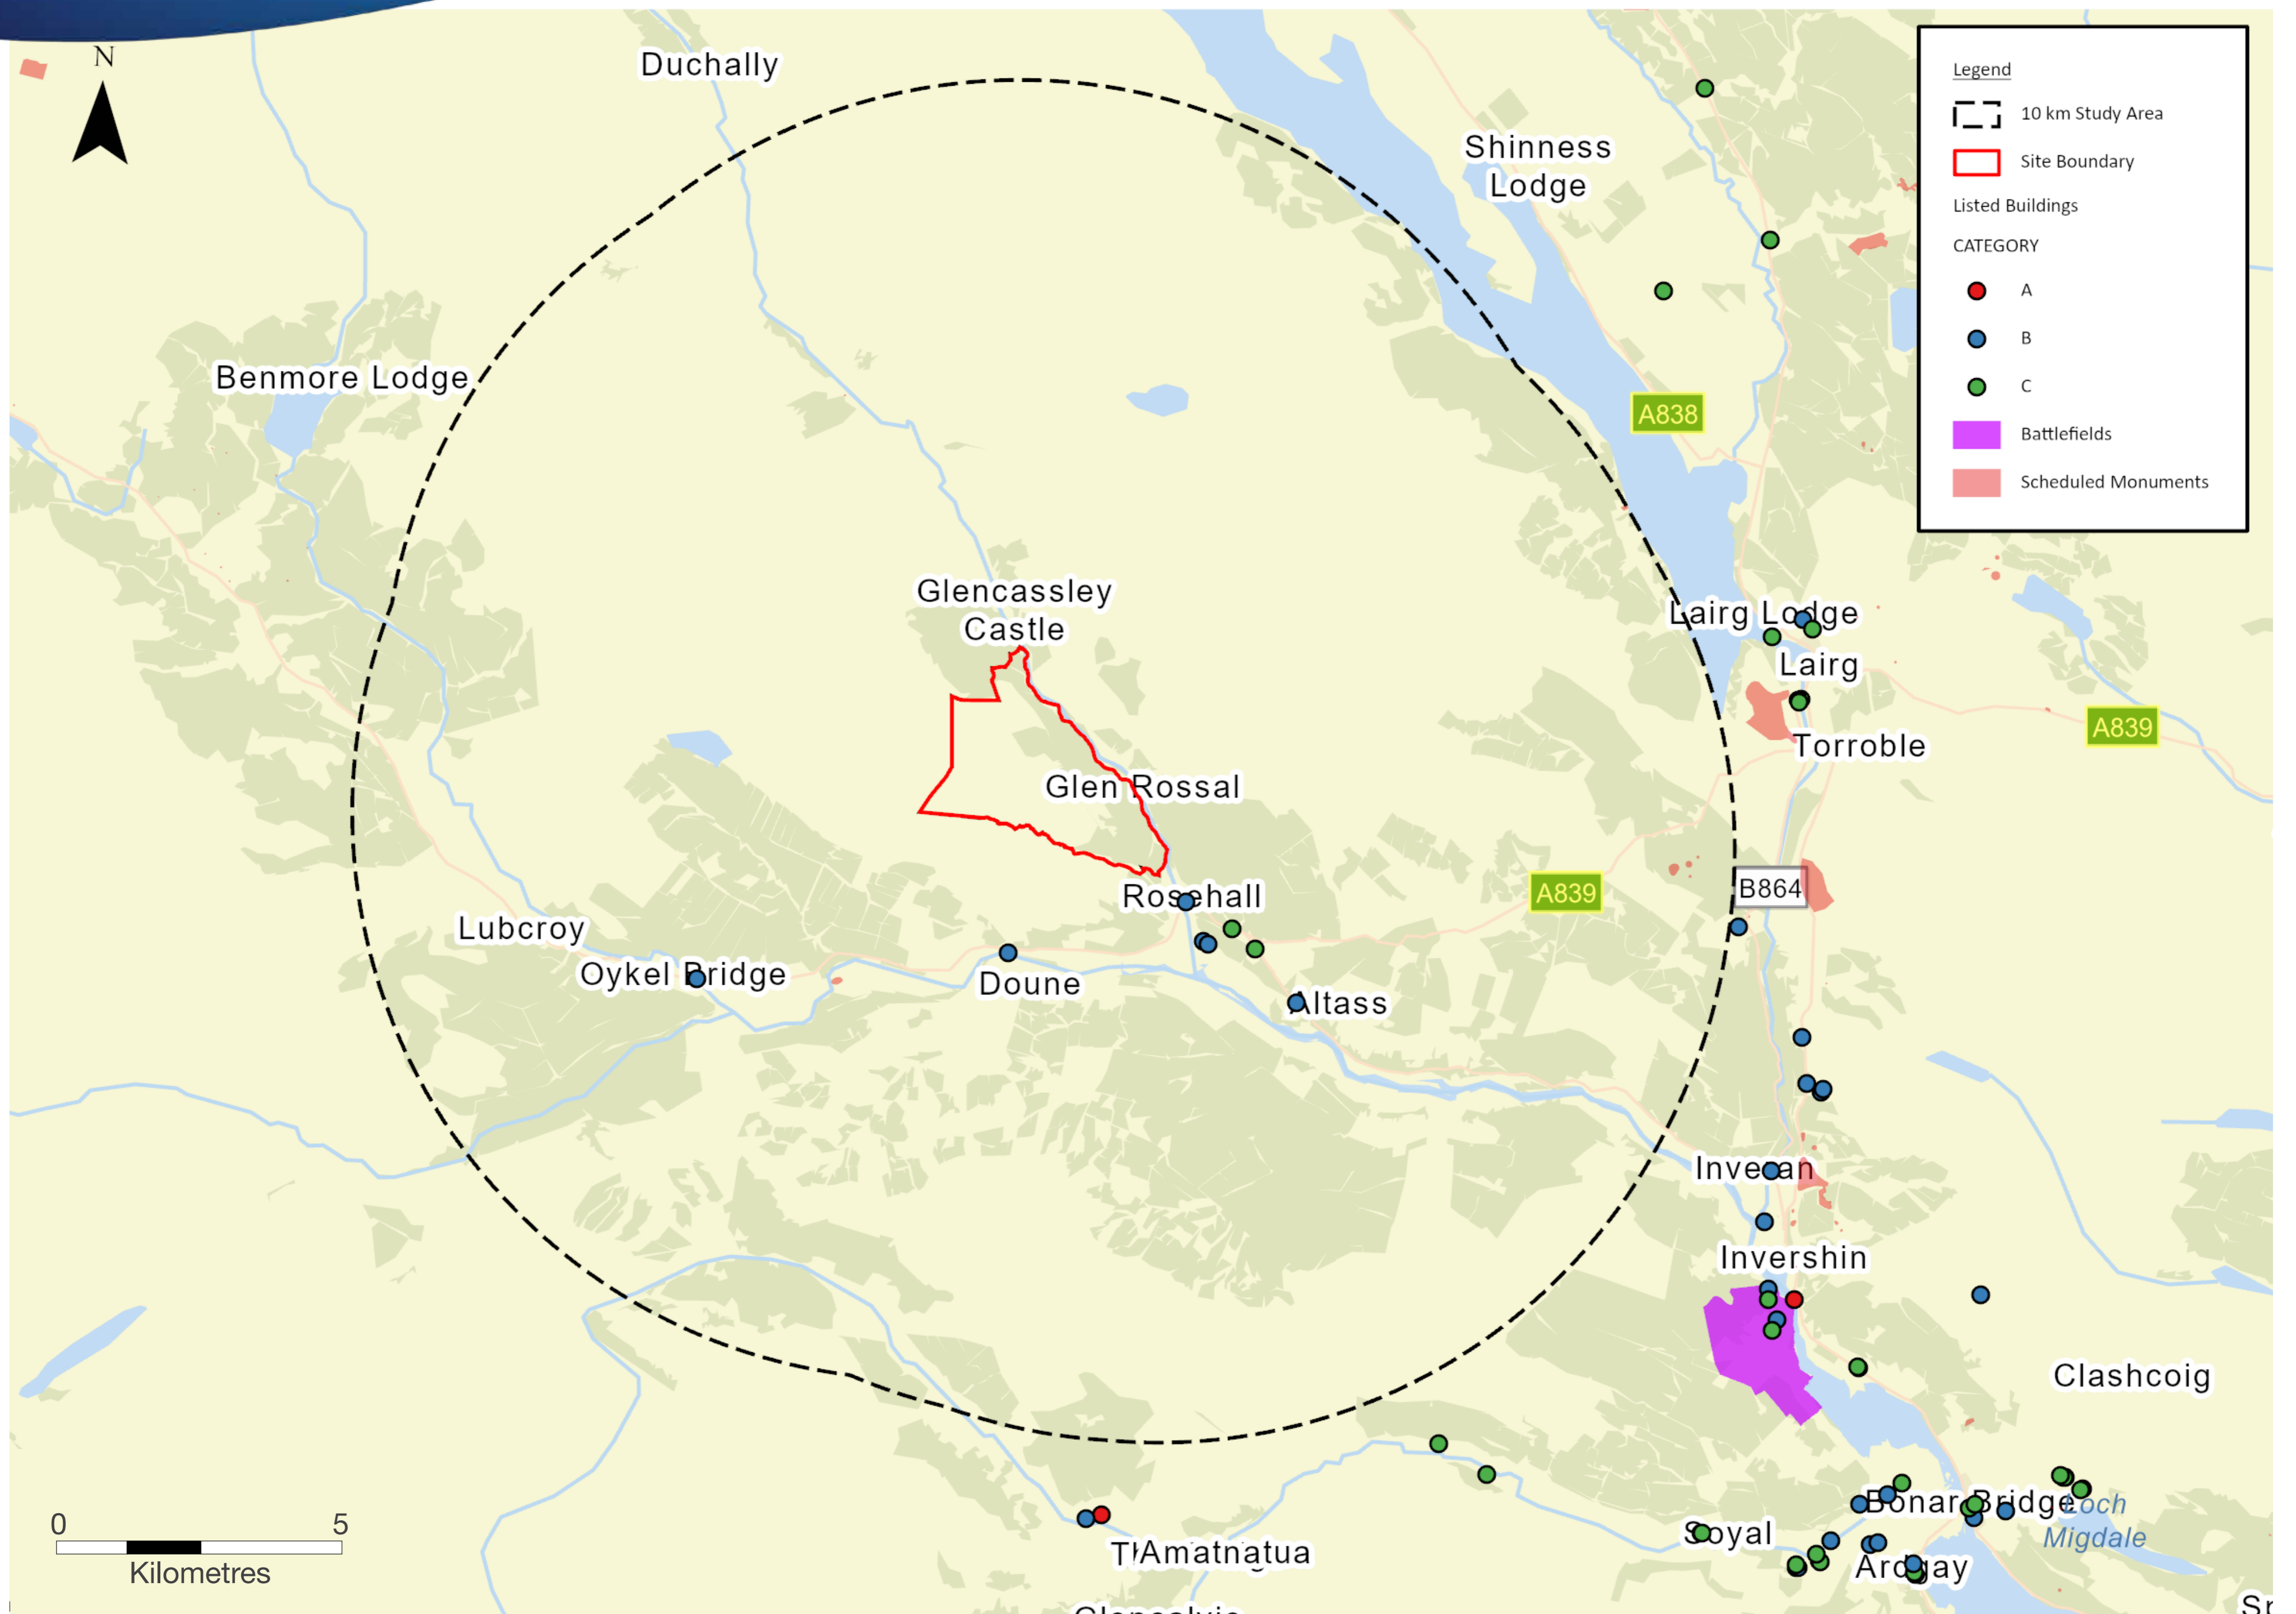 N
Duchally
Shinness
Lodge
Benmore Lodge
A838
Glencassley
Castle
Lairg Lodge
Lairg
A839
Torroble
Glen Rossal
Rosehall
A839
B864
Lubcroy
Oykel Bridge
Doune
Altass
Inveran
Invershin
Clashcoig
Bonar Bridge
Loch
Migdale
Soyal
Amatnatua
Ardgay
0 5
Kilometres
Legend
10 km Study Area
Site Boundary
Listed Buildings
CATEGORY
A
B
C
Battlefields
Scheduled Monuments